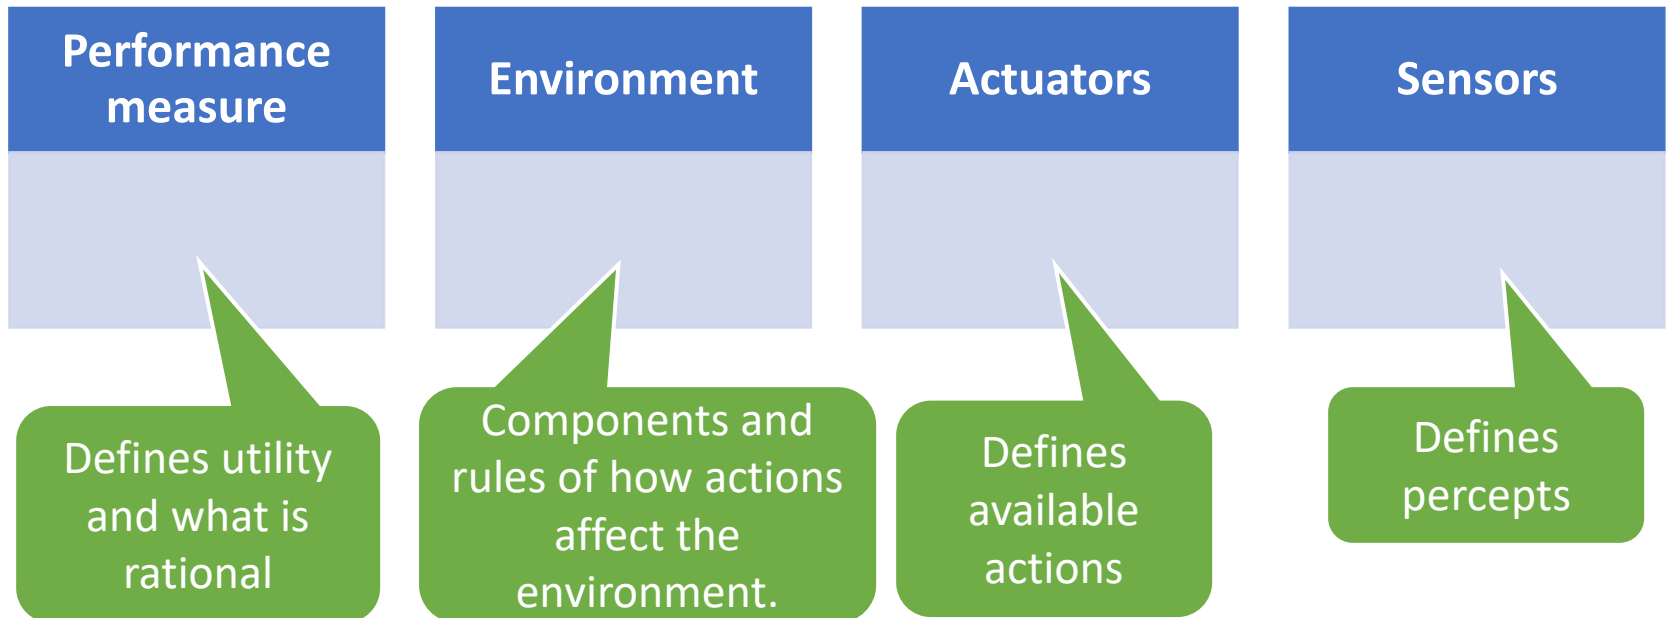 Performance
measure
Environment
Actuators
Sensors
Defines utility
and what is
rational
Components and
rules of how actions
affect the
environment.
Defines
available
actions
Defines
percepts